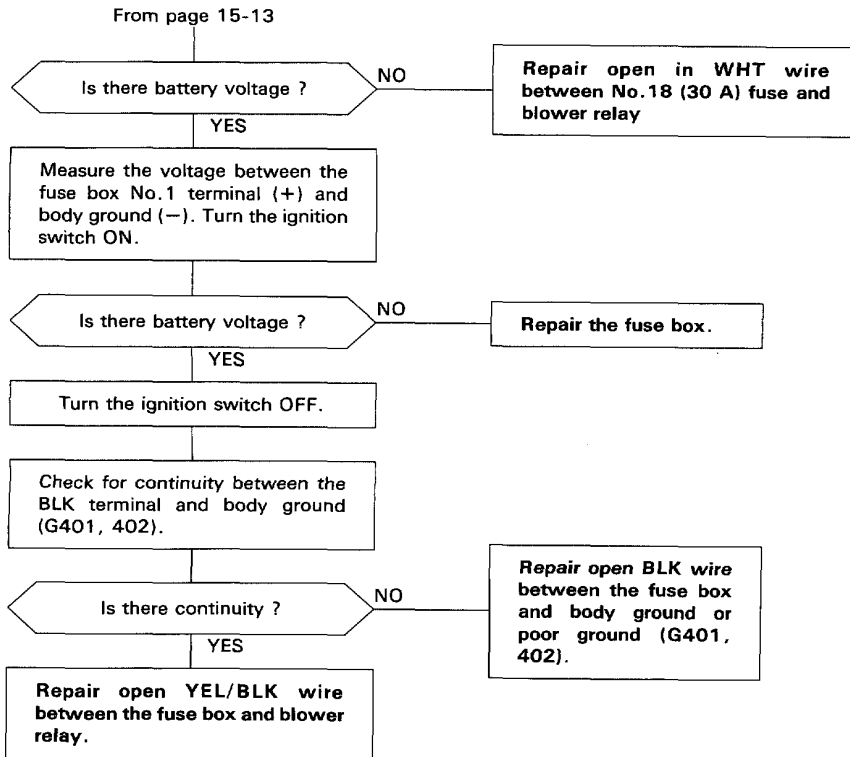 From page 15-13
Is there battery voltage ?
NO
Repair open in WHT wire
between No.18 (30 A) fuse and
blower relay
YES
Measure the voltage between the
fuse box No.1 terminal (+) and
body ground (−). Turn the ignition
switch ON.
Is there battery voltage ?
NO
Repair the fuse box.
YES
Turn the ignition switch OFF.
Check for continuity between the
BLK terminal and body ground
(G401, 402).
Is there continuity ?
NO
Repair open BLK wire
between the fuse box
and body ground or
poor ground (G401,
402).
YES
Repair open YEL/BLK wire
between the fuse box and blower
relay.